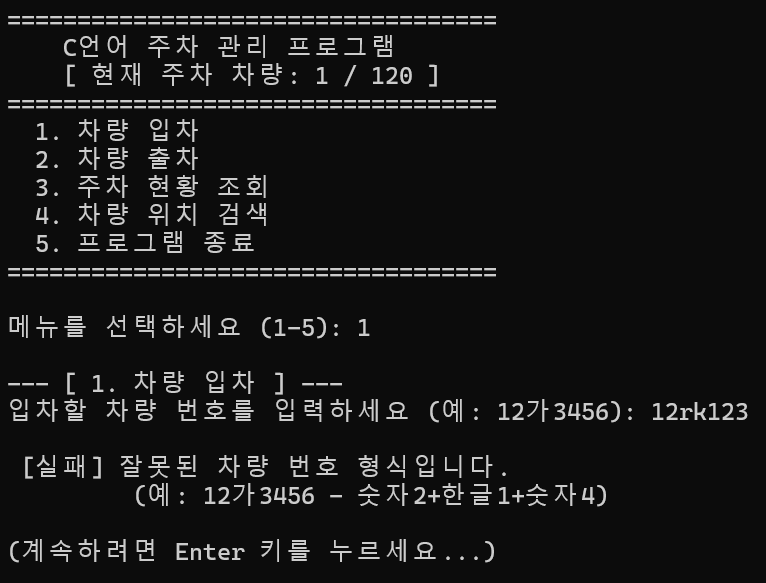 ===================================
C언어 주차 관리 프로그램
[ 현재 주차 차량: 1 / 120 ]
===================================
1. 차량 입차
2. 차량 출차
3. 주차 현황 조회
4. 차량 위치 검색
5. 프로그램 종료
===================================
메뉴를 선택하세요 (1-5): 1
--- [ 1. 차량 입차 ] ---
입차할 차량 번호를 입력하세요 (예: 12가3456): 12rk123
[실패] 잘못된 차량 번호 형식입니다.
(예: 12가3456 - 숫자2+한글1+숫자4)
(계속하려면 Enter 키를 누르세요...)